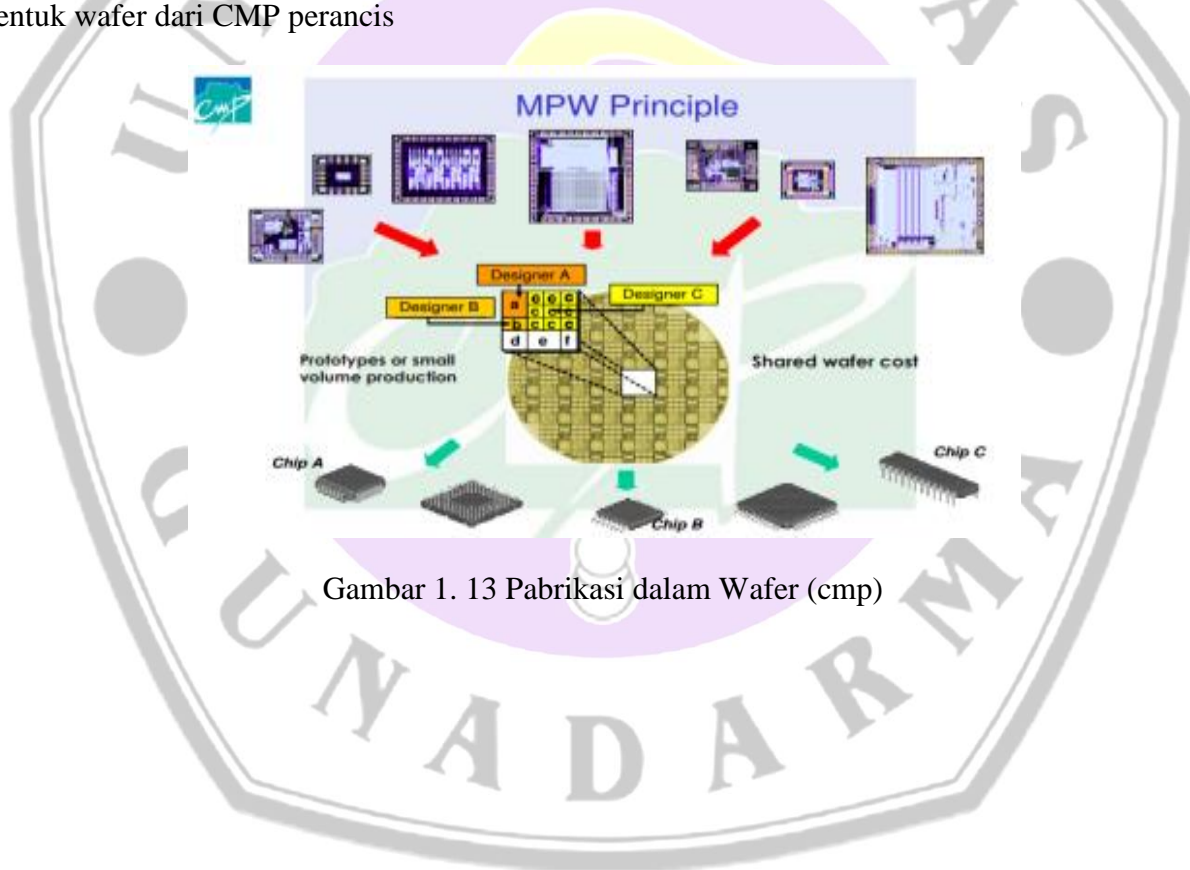 entuk wafer dari CMP perancis
CMP
MPW Principle
Designer A
Designer B
Designer C
a e e c
c c c
b c c c
d e f
Prototypes or small
volume production
Shared wafer cost
Chip A
Chip B
Chip C
Gambar 1. 13 Pabrikasi dalam Wafer (cmp)
U N A D A R M A